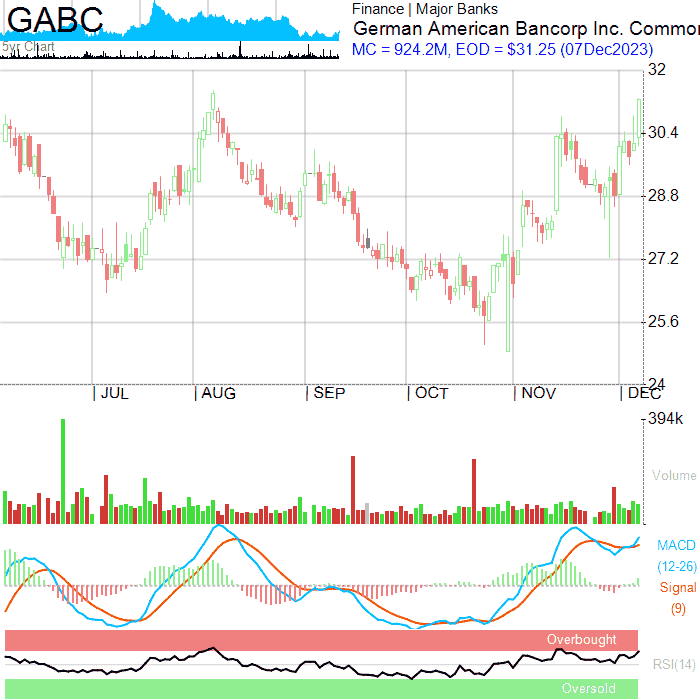 GABC
5yr Chart
Finance | Major Banks
German American Bancorp Inc. Commor
MC = 924.2M, EOD = $31.25 (07Dec2023)
32
30.4
28.8
27.2
25.6
24
JUL AUG SEP OCT NOV DEC
394k
Volume
MACD
(12-26)
Signal
(9)
Overbought
RSI(14)
Oversold